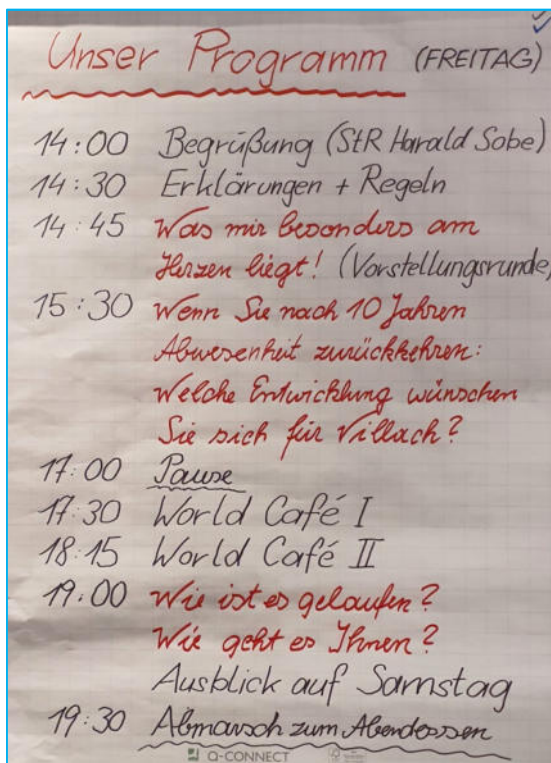 Unser Programm (FREITAG)
14:00 Begrüßung (StR Harald Sobe)
14:30 Erklärungen + Regeln
14:45 Was mir besonders am
Herzen liegt! (Vorstellungsrunde)
15:30 Wenn Sie nach 10 Jahren
Abwesenheit zurückkehren:
Welche Entwicklung wünschen
Sie sich für Villach?
17:00 Pause
17:30 World Café I
18:15 World Café II
19:00 Wie ist es gelaufen?
Wie geht es Ihnen?
Ausblick auf Samstag
19:30 Abmarsch zum Abendessen
Q-CONNECT